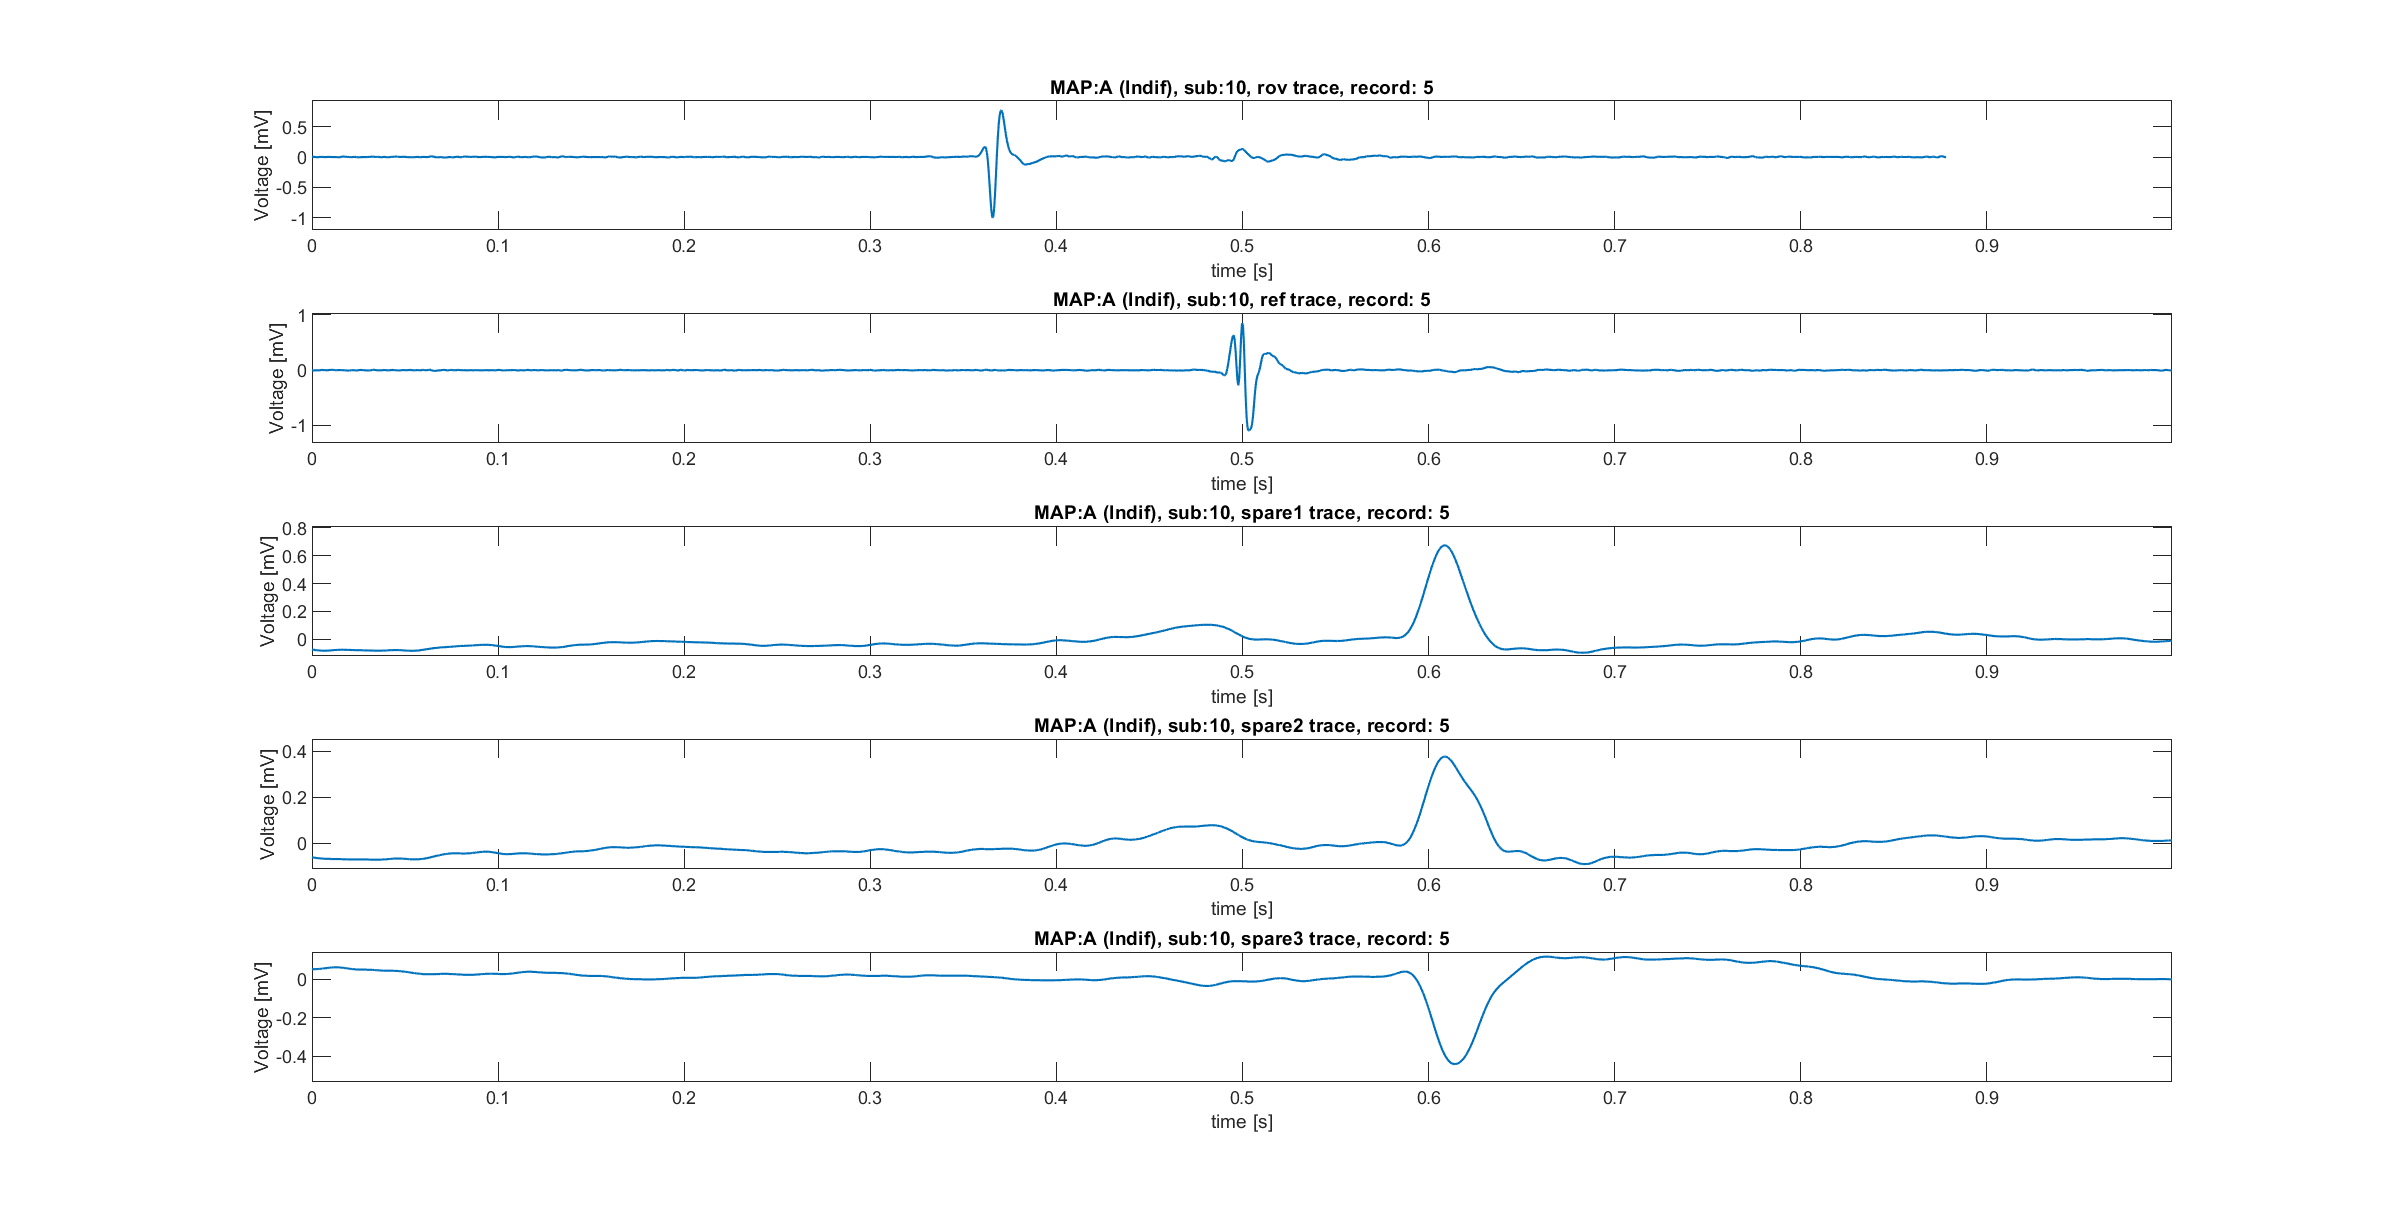 MAP:A (Indif), sub:10, rov trace, record: 5
Voltage [mV]
0.5
0
-0.5
-1
0 0.1 0.2 0.3 0.4 0.5 0.6 0.7 0.8 0.9
time [s]
MAP:A (Indif), sub:10, ref trace, record: 5
Voltage [mV]
1
0
-1
0 0.1 0.2 0.3 0.4 0.5 0.6 0.7 0.8 0.9
time [s]
MAP:A (Indif), sub:10, spare1 trace, record: 5
Voltage [mV]
0.8
0.6
0.4
0.2
0
0 0.1 0.2 0.3 0.4 0.5 0.6 0.7 0.8 0.9
time [s]
MAP:A (Indif), sub:10, spare2 trace, record: 5
Voltage [mV]
0.4
0.2
0
0 0.1 0.2 0.3 0.4 0.5 0.6 0.7 0.8 0.9
time [s]
MAP:A (Indif), sub:10, spare3 trace, record: 5
Voltage [mV]
0
-0.2
-0.4
0 0.1 0.2 0.3 0.4 0.5 0.6 0.7 0.8 0.9
time [s]